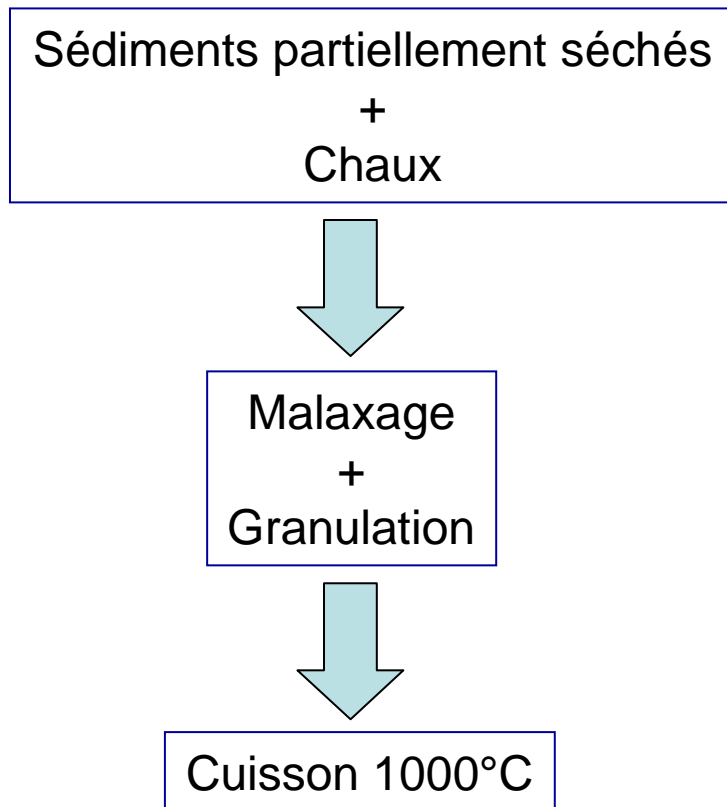 Sédiments partiellement séchés
+
Chaux
Malaxage
+
Granulation
Cuisson 1000°C